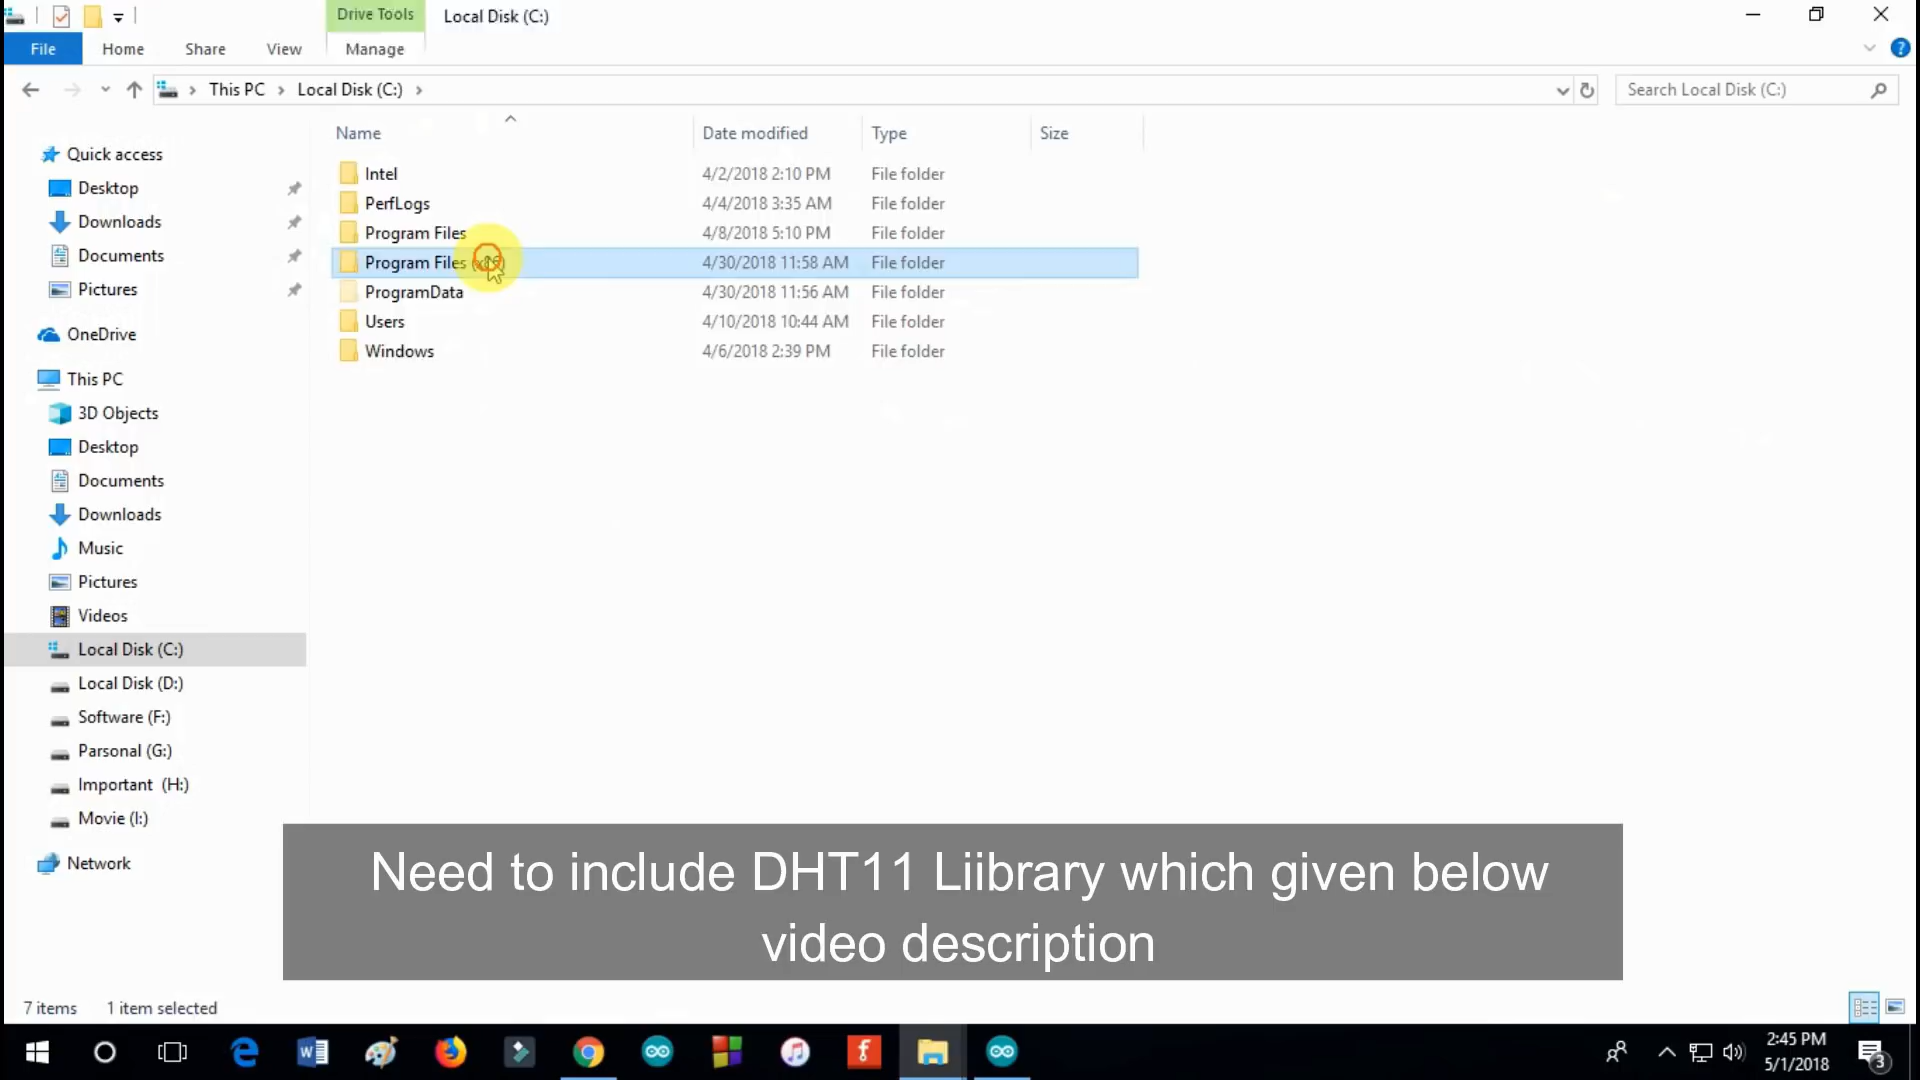 Drive Tools
Local Disk (C:)
File
Home
Share
View
Manage
This PC
Local Disk (C:)
Search Local Disk (C:)
Name
Date modified
Type
Size
Quick access
Desktop
Downloads
Documents
Pictures
OneDrive
This PC
3D Objects
Desktop
Documents
Downloads
Music
Pictures
Videos
Local Disk (C:)
Local Disk (D:)
Software (F:)
Parsonal (G:)
Important (H:)
Movie (I:)
Network
Intel 4/2/2018 2:10 PM File folder
PerfLogs 4/4/2018 3:35 AM File folder
Program Files 4/8/2018 5:10 PM File folder
Program Files (x86) 4/30/2018 11:58 AM File folder
ProgramData 4/30/2018 11:56 AM File folder
Users 4/10/2018 10:44 AM File folder
Windows 4/6/2018 2:39 PM File folder
Need to include DHT11 Liibrary which given below
video description
7 items 1 item selected
2:45 PM
5/1/2018
3